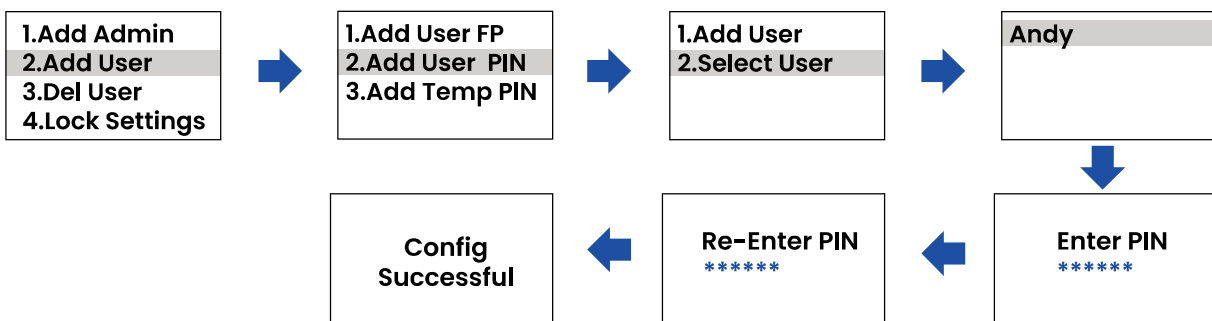 1.Add Admin
2.Add User
3.Del User
4.Lock Settings
1.Add User FP
2.Add User PIN
3.Add Temp PIN
1.Add User
2.Select User
Andy
Enter PIN
******
Re-Enter PIN
******
Config
Successful